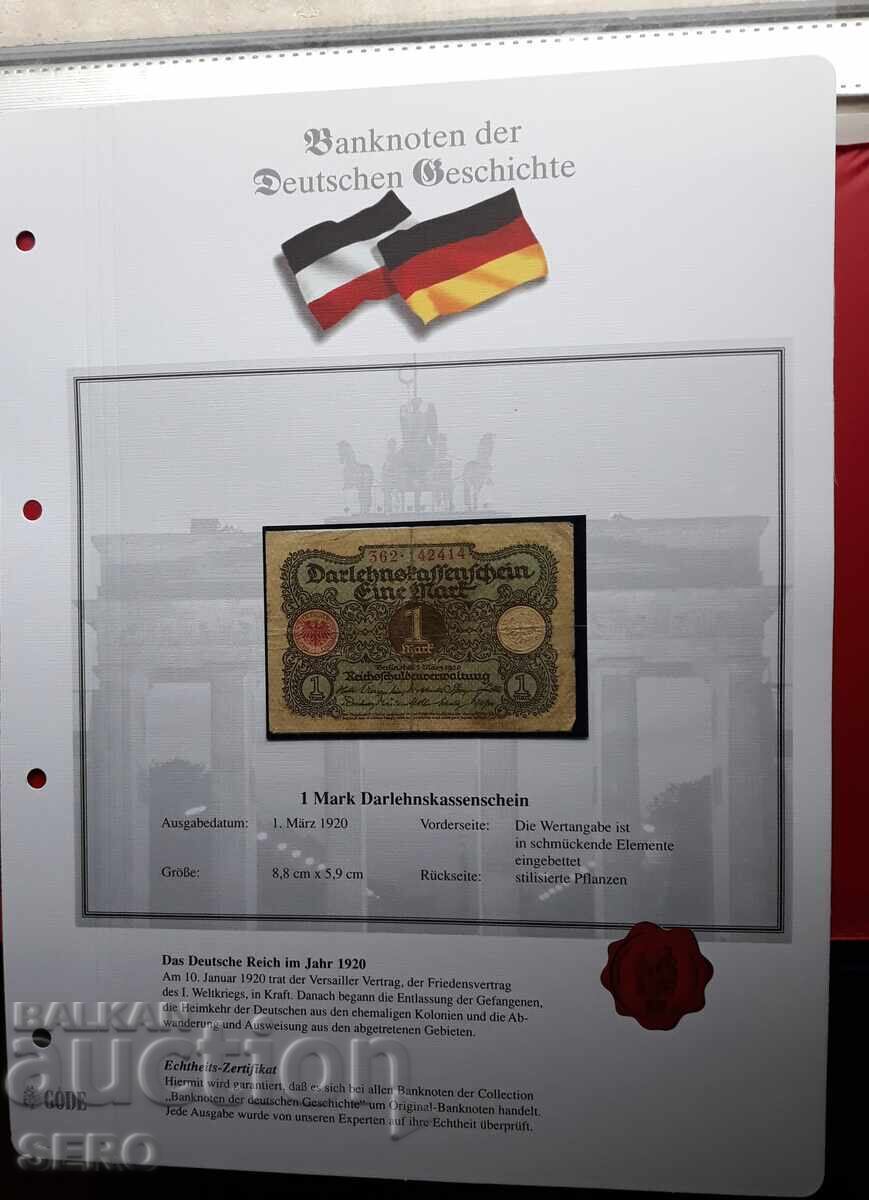 Banknoten der
Deutschen Geschichte
362· 42414
Darlehnskassenschein
Eine Mark
1
Mark
Berlin, den 1. März 1920
Reichsschuldenverwaltung
1
1
1 Mark Darlehnskassenschein
Ausgabedatum: 1. März 1920
Vorderseite: Die Wertangabe ist
in schmückende Elemente
eingebettet
Größe: 8,8 cm x 5,9 cm
Rückseite: stilisierte Pflanzen
Das Deutsche Reich im Jahr 1920
Am 10. Januar 1920 trat der Versailler Vertrag, der Friedensvertrag
des I. Weltkriegs, in Kraft. Danach begann die Entlassung der Gefangenen,
die Heimkehr der Deutschen aus den ehemaligen Kolonien und die Ab-
wanderung und Ausweisung aus den abgetretenen Gebieten.
Echtheits-Zertifikat
Hiermit wird garantiert, daß es sich bei allen Banknoten der Collection
„Banknoten der deutschen Geschichte" um Original-Banknoten handelt.
Jede Ausgabe wurde von unseren Experten auf ihre Echtheit überprüft.
GÖDE
BALKAN
auction
SERO